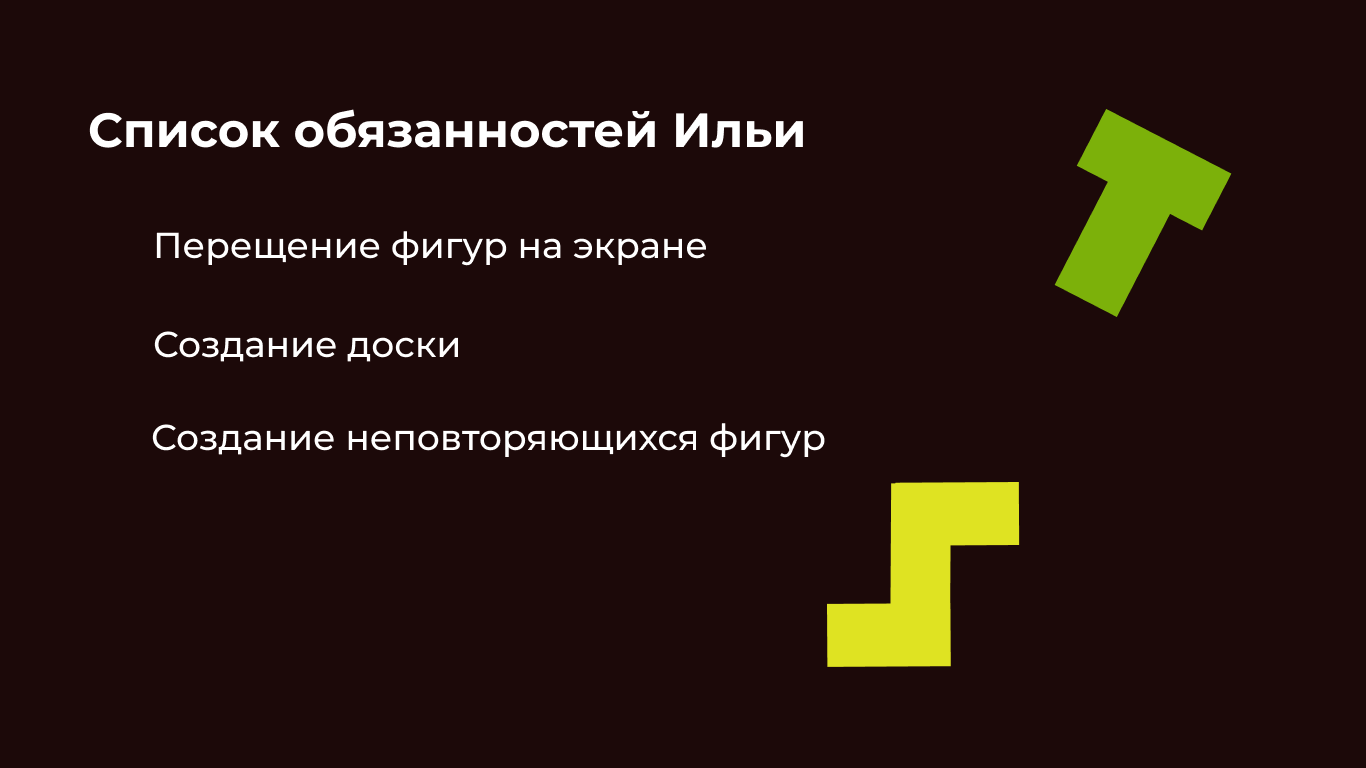 Список обязанностей Ильи
Перещение фигур на экране
Создание доски
Создание неповторяющихся фигур